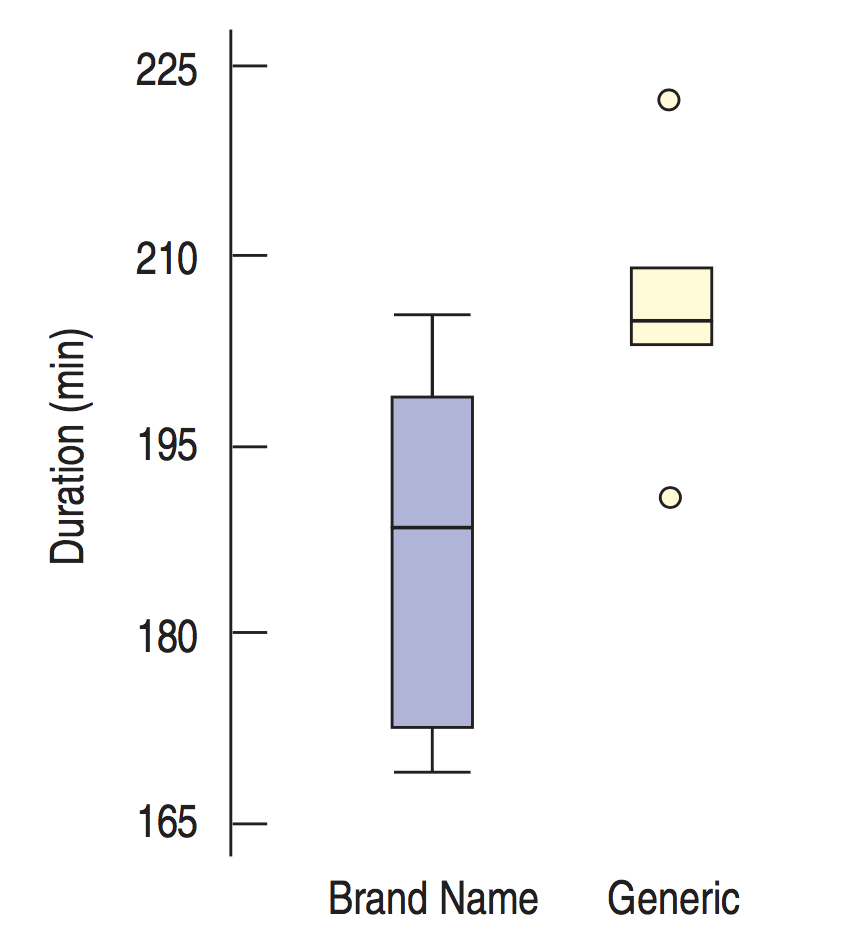 225
210
195
180
165
Duration (min)
Brand Name
Generic